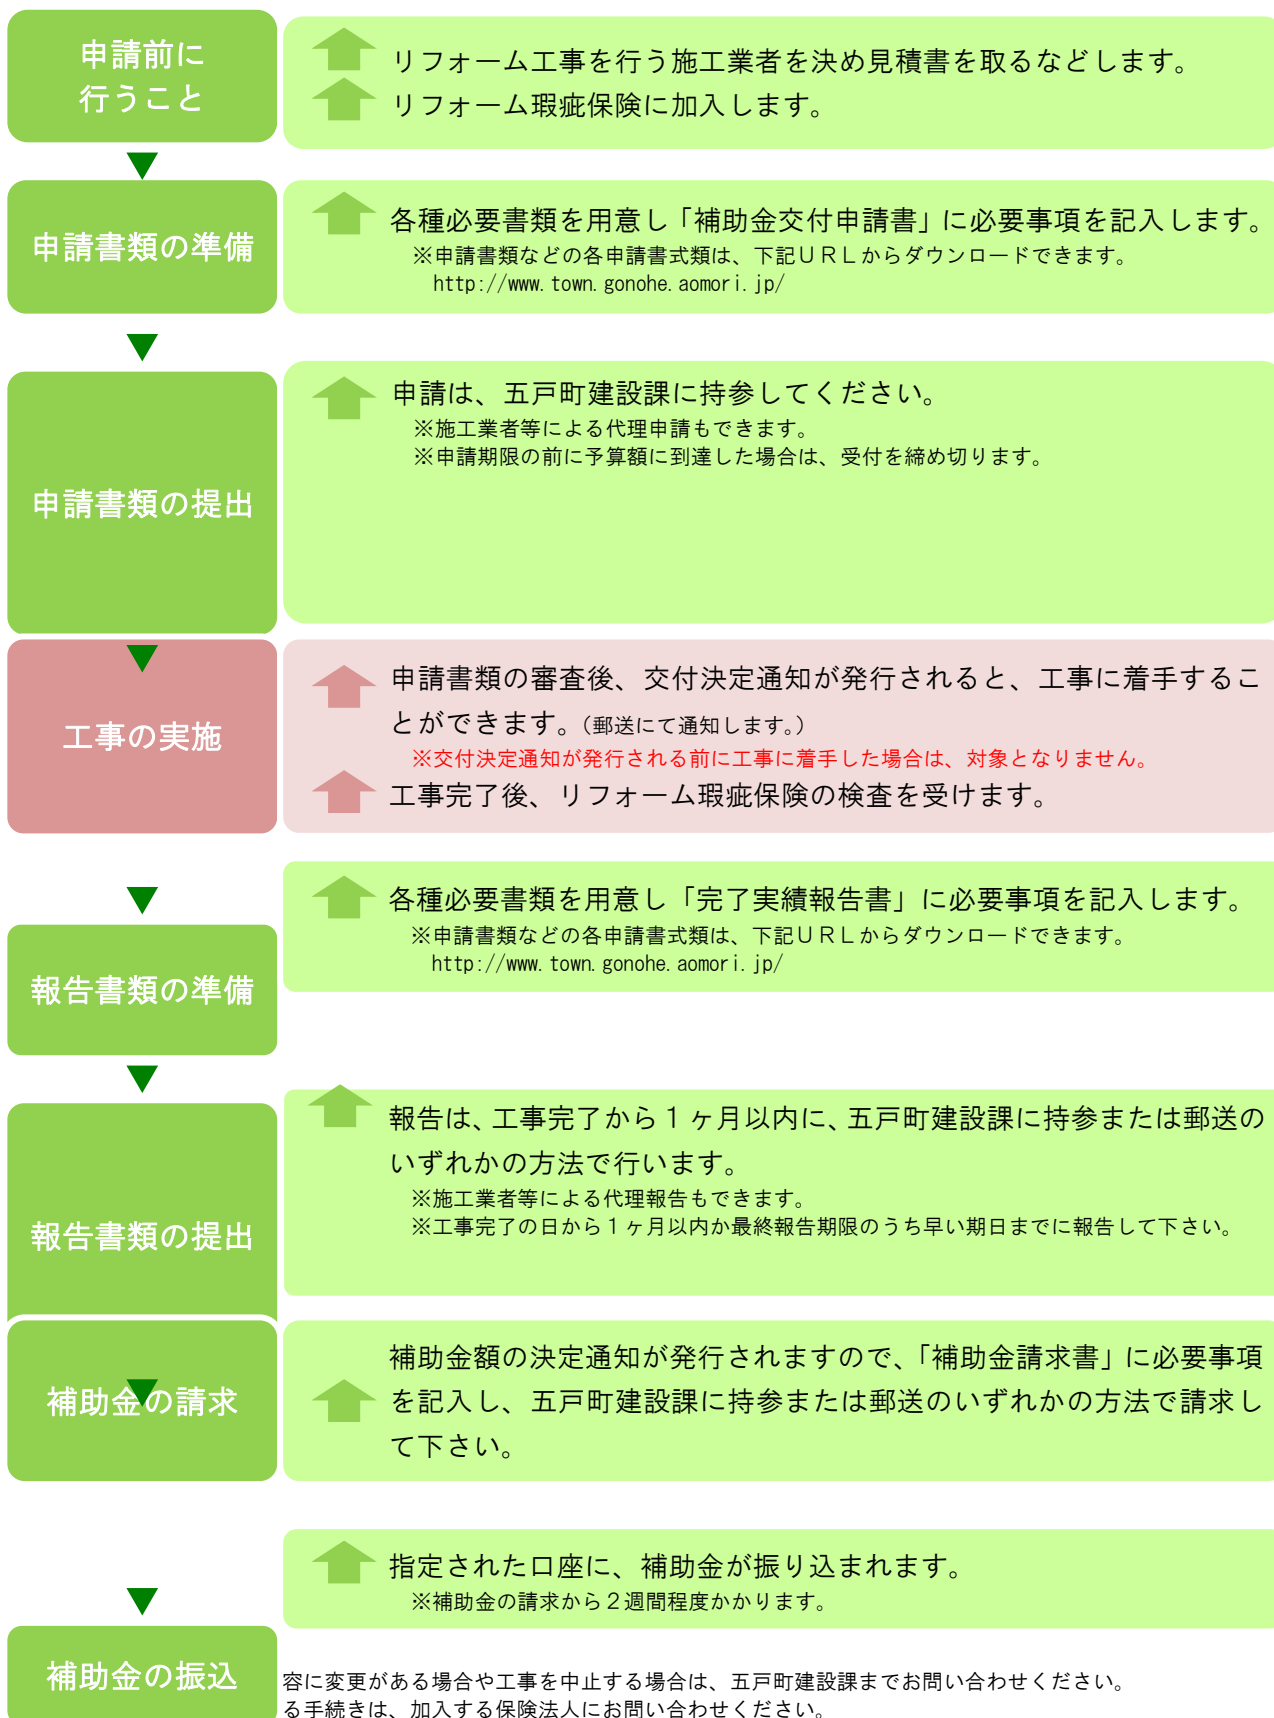 申請前に
行うこと
リフォーム工事を行う施工業者を決め見積書を取るなどします。
リフォーム瑕疵保険に加入します。
申請書類の準備
各種必要書類を用意し「補助金交付申請書」に必要事項を記入します。
※申請書類などの各申請書式類は、下記URLからダウンロードできます。
http://www.town.gonohe.aomori.jp/
申請書類の提出
申請は、五戸町建設課に持参してください。
※施工業者等による代理申請もできます。
※申請期限の前に予算額に到達した場合は、受付を締め切ります。
工事の実施
申請書類の審査後、交付決定通知が発行されると、工事に着手するこ
とができます。（郵送にて通知します。）
※交付決定通知が発行される前に工事に着手した場合は、対象となりません。
工事完了後、リフォーム瑕疵保険の検査を受けます。
報告書類の準備
各種必要書類を用意し「完了実績報告書」に必要事項を記入します。
※申請書類などの各申請書式類は、下記URLからダウンロードできます。
http://www.town.gonohe.aomori.jp/
報告書類の提出
報告は、工事完了から１ヶ月以内に、五戸町建設課に持参または郵送の
いずれかの方法で行います。
※施工業者等による代理報告もできます。
※工事完了の日から１ヶ月以内か最終報告期限のうち早い期日までに報告して下さい。
補助金の請求
補助金額の決定通知が発行されますので、「補助金請求書」に必要事項
を記入し、五戸町建設課に持参または郵送のいずれかの方法で請求し
て下さい。
補助金の振込
指定された口座に、補助金が振り込まれます。
※補助金の請求から２週間程度かかります。
容に変更がある場合や工事を中止する場合は、五戸町建設課までお問い合わせください。
る手続きは、加入する保険法人にお問い合わせください。